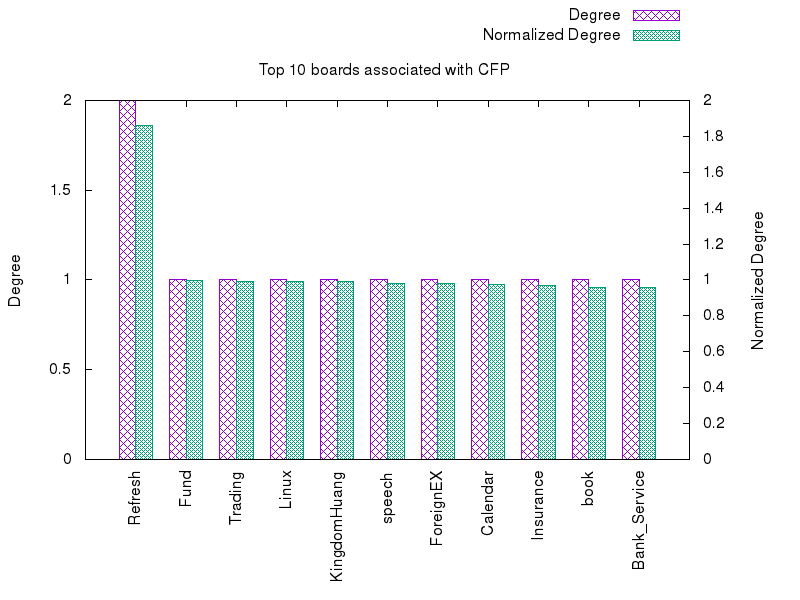 Degree
Normalized Degree
Top 10 boards associated with CFP
2
1.5
1
0.5
0
Degree
2
1.8
1.6
1.4
1.2
1
0.8
0.6
0.4
0.2
0
Normalized Degree
Refresh
Fund
Trading
Linux
KingdomHuang
speech
ForeignEX
Calendar
Insurance
book
Bank_Service